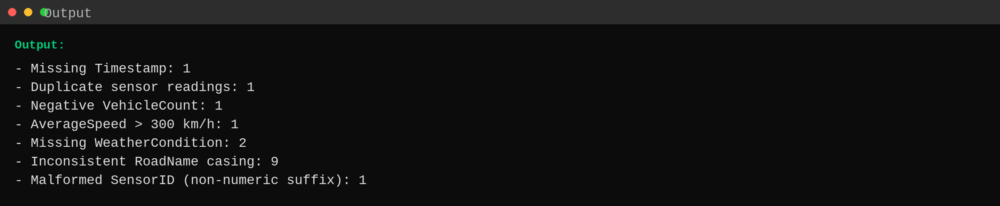 Output
Output:
- Missing Timestamp: 1
- Duplicate sensor readings: 1
- Negative VehicleCount: 1
- AverageSpeed > 300 km/h: 1
- Missing WeatherCondition: 2
- Inconsistent RoadName casing: 9
- Malformed SensorID (non-numeric suffix): 1